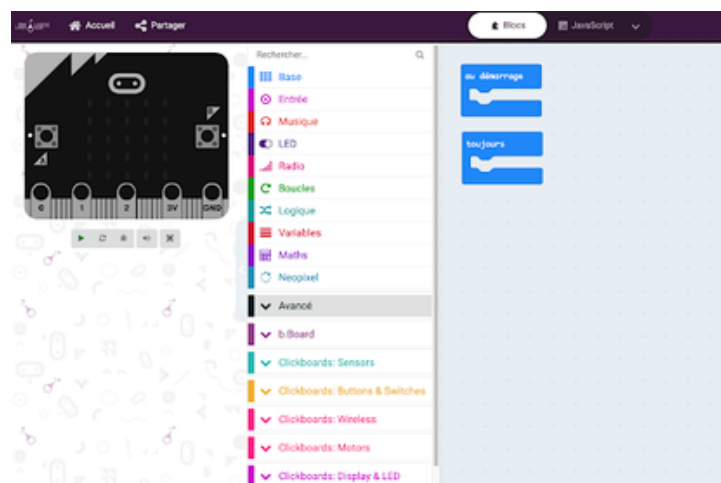 Accueil
Partager
Blocs
JavaScript
Rechercher...
Base
Entrée
Musique
LED
Radio
Boucles
Logique
Variables
Maths
Neopixel
Avancé
b.Board
Clickboards: Sensors
Clickboards: Buttons & Switches
Clickboards: Wireless
Clickboards: Motors
Clickboards: Display & LED
au démarrage
toujours
B
A
0
1
2
3V
GND